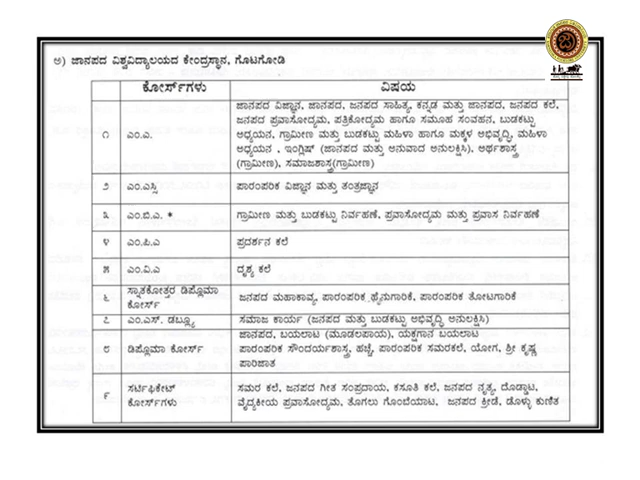 ಅ) ಜಾನಪದ ವಿಶ್ವವಿದ್ಯಾಲಯದ ಕೇಂದ್ರಸ್ಥಾನ, ಗೊಟಗೋಡಿ
ಕೋರ್ಸ್‌ಗಳು ವಿಷಯ
೧ ಎಂ.ಎ. ಜಾನಪದ ವಿಜ್ಞಾನ, ಜಾನಪದ, ಜನಪದ ಸಾಹಿತ್ಯ, ಕನ್ನಡ ಮತ್ತು ಜಾನಪದ, ಜನಪದ ಕಲೆ,
ಜನಪದ ಪ್ರವಾಸೋದ್ಯಮ, ಪತ್ರಿಕೋದ್ಯಮ ಹಾಗೂ ಸಮೂಹ ಸಂವಹನ, ಬುಡಕಟ್ಟು
ಅಧ್ಯಯನ, ಗ್ರಾಮೀಣ ಮತ್ತು ಬುಡಕಟ್ಟು ಮಹಿಳಾ ಹಾಗೂ ಮಕ್ಕಳ ಅಭಿವೃದ್ಧಿ, ಮಹಿಳಾ
ಅಧ್ಯಯನ , ಇಂಗ್ಲಿಷ್ (ಜಾನಪದ ಮತ್ತು ಅನುವಾದ ಅನುಲಕ್ಷಿಸಿ), ಅರ್ಥಶಾಸ್ತ್ರ
(ಗ್ರಾಮೀಣ), ಸಮಾಜಶಾಸ್ತ್ರ(ಗ್ರಾಮೀಣ)
೨ ಎಂ.ಎಸ್ಸಿ ಪಾರಂಪರಿಕ ವಿಜ್ಞಾನ ಮತ್ತು ತಂತ್ರಜ್ಞಾನ
೩ ಎಂ.ಬಿ.ಎ. * ಗ್ರಾಮೀಣ ಮತ್ತು ಬುಡಕಟ್ಟು ನಿರ್ವಹಣೆ, ಪ್ರವಾಸೋದ್ಯಮ ಮತ್ತು ಪ್ರವಾಸ ನಿರ್ವಹಣೆ
೪ ಎಂ.ಪಿ.ಎ ಪ್ರದರ್ಶನ ಕಲೆ
೫ ಎಂ.ವಿ.ಎ ದೃಶ್ಯ ಕಲೆ
೬ ಸ್ನಾತಕೋತ್ತರ ಡಿಪ್ಲೊಮಾ
ಕೋರ್ಸ್ ಜನಪದ ಮಹಾಕಾವ್ಯ, ಪಾರಂಪರಿಕ ಹೈನುಗಾರಿಕೆ, ಪಾರಂಪರಿಕ ತೋಟಗಾರಿಕೆ
೭ ಎಂ.ಎಸ್. ಡಬ್ಲ್ಯೂ ಸಮಾಜ ಕಾರ್ಯ (ಜನಪದ ಮತ್ತು ಬುಡಕಟ್ಟು ಅಭಿವೃದ್ಧಿ ಅನುಲಕ್ಷಿಸಿ)
೮ ಡಿಪ್ಲೊಮಾ ಕೋರ್ಸ್ ಜಾನಪದ, ಬಯಲಾಟ (ಮೂಡಲಪಾಯ), ಯಕ್ಷಗಾನ ಬಯಲಾಟ
ಪಾರಂಪರಿಕ ಸೌಂದರ್ಯಶಾಸ್ತ್ರ, ಹಚ್ಚೆ, ಪಾರಂಪರಿಕ ಸಮರಕಲೆ, ಯೋಗ, ಶ್ರೀ ಕೃಷ್ಣ
ಪಾರಿಜಾತ
೯ ಸರ್ಟಿಫಿಕೇಟ್
ಕೋರ್ಸ್‌ಗಳು ಸಮರ ಕಲೆ, ಜನಪದ ಗೀತ ಸಂಪ್ರದಾಯ, ಕಸೂತಿ ಕಲೆ, ಜನಪದ ನೃತ್ಯ, ದೊಡ್ಡಾಟ,
ವೈದ್ಯಕೀಯ ಪ್ರವಾಸೋದ್ಯಮ, ತೊಗಲು ಗೊಂಬೆಯಾಟ, ಜನಪದ ಕ್ರೀಡೆ, ಡೊಳ್ಳು ಕುಣಿತ